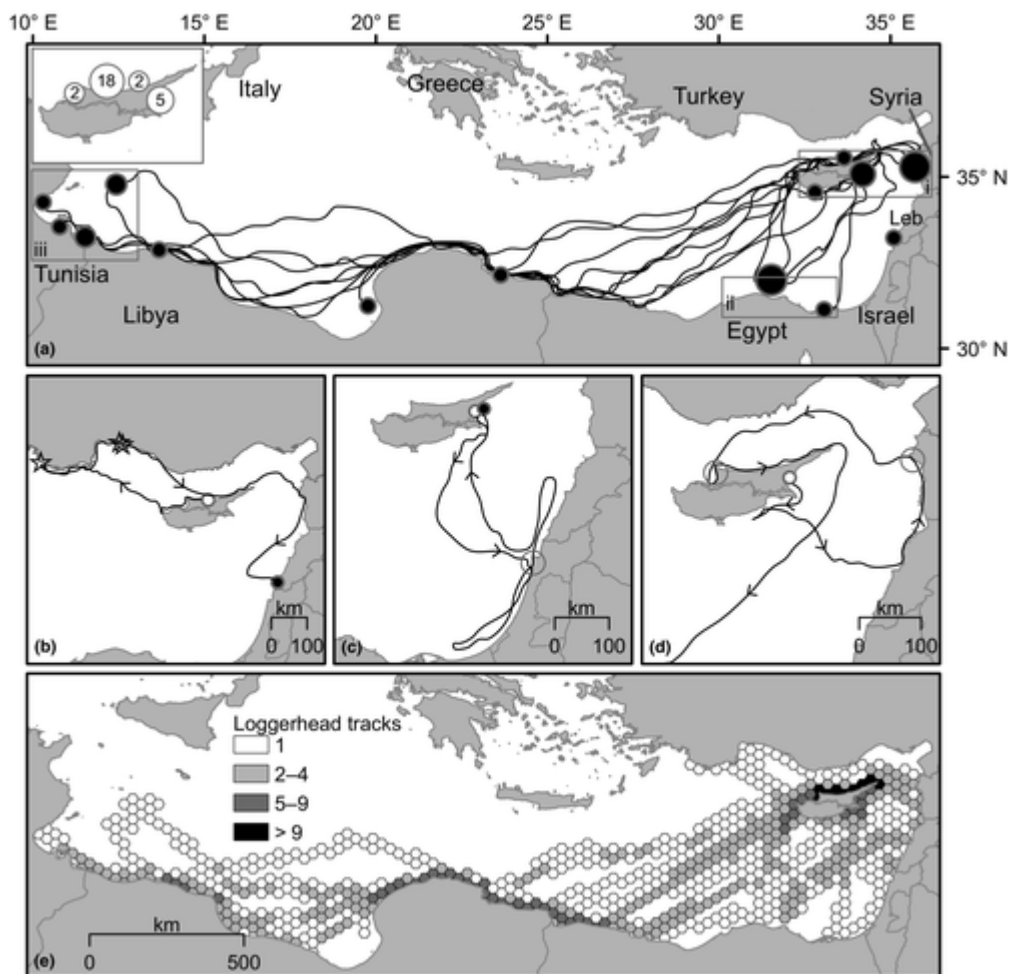 10° E 15° E 20° E 25° E 30° E 35° E
2 18 2 5
Italy
Greece
Turkey
Syria
35° N
i
Leb
iii
Tunisia
Libya
ii
Egypt
Israel
(a)
30° N
km
0 100
(b)
km
0 100
(c)
km
0 100
(d)
Loggerhead tracks
1
2–4
5–9
> 9
km
0 500
(e)